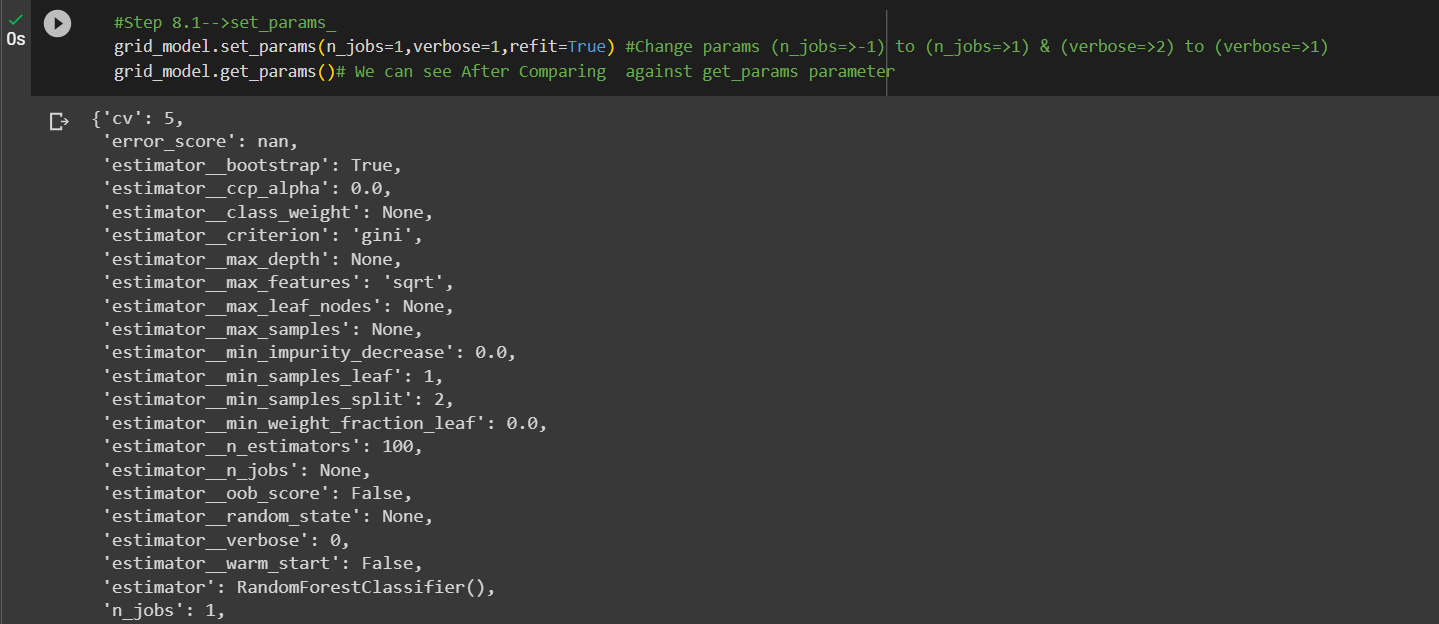 #Step 8.1-->set_params_
0s
grid_model.set_params(n_jobs=1,verbose=1,refit=True) #Change params (n_jobs=>-1) to (n_jobs=>1) & (verbose=>2) to (verbose=>1)
grid_model.get_params()# We can see After Comparing  against get_params parameter
{'cv': 5,
'error_score': nan,
'estimator__bootstrap': True,
'estimator__ccp_alpha': 0.0,
'estimator__class_weight': None,
'estimator__criterion': 'gini',
'estimator__max_depth': None,
'estimator__max_features': 'sqrt',
'estimator__max_leaf_nodes': None,
'estimator__max_samples': None,
'estimator__min_impurity_decrease': 0.0,
'estimator__min_samples_leaf': 1,
'estimator__min_samples_split': 2,
'estimator__min_weight_fraction_leaf': 0.0,
'estimator__n_estimators': 100,
'estimator__n_jobs': None,
'estimator__oob_score': False,
'estimator__random_state': None,
'estimator__verbose': 0,
'estimator__warm_start': False,
'estimator': RandomForestClassifier(),
'n_jobs': 1,